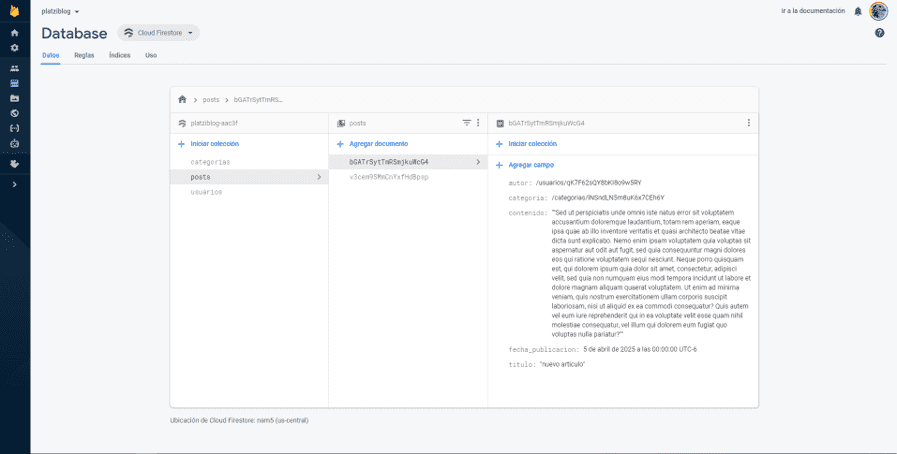 platziblog
Ir a la documentación
Database
Cloud Firestore
Datos Reglas Índices Uso
posts bGATrSytTmRS...
platziblog-aac3f
posts
bGATrSytTmRSmjkuWcG4
Iniciar colección
Agregar documento
Iniciar colección
categorias
posts
usuarios
bGATrSytTmRSmjkuWcG4
v3cem95MmCnYxfHdBpsp
Agregar campo
autor: /usuarios/qK7F62sQY8bKI8o9w5RY
categoria: /categorias/INSndLN5m8uK6x7CEh6Y
contenido: ""Sed ut perspiciatis unde omnis iste natus error sit voluptatem
accusantium doloremque laudantium, totam rem aperiam, eaque
ipsa quae ab illo inventore veritatis et quasi architecto beatae vitae
dicta sunt explicabo. Nemo enim ipsam voluptatem quia voluptas sit
aspernatur aut odit aut fugit, sed quia consequuntur magni dolores
eos qui ratione voluptatem sequi nesciunt. Neque porro quisquam
est, qui dolorem ipsum quia dolor sit amet, consectetur, adipisci
velit, sed quia non numquam eius modi tempora incidunt ut labore et
dolore magnam aliquam quaerat voluptatem. Ut enim ad minima
veniam, quis nostrum exercitationem ullam corporis suscipit
laboriosam, nisi ut aliquid ex ea commodi consequatur? Quis autem
vel eum iure reprehenderit qui in ea voluptate velit esse quam nihil
molestiae consequatur, vel illum qui dolorem eum fugiat quo
voluptas nulla pariatur?""
fecha_publicacion: 5 de abril de 2025 a las 00:00:00 UTC-6
titulo: "nuevo artículo"
Ubicación de Cloud Firestore: nam5 (us-central)